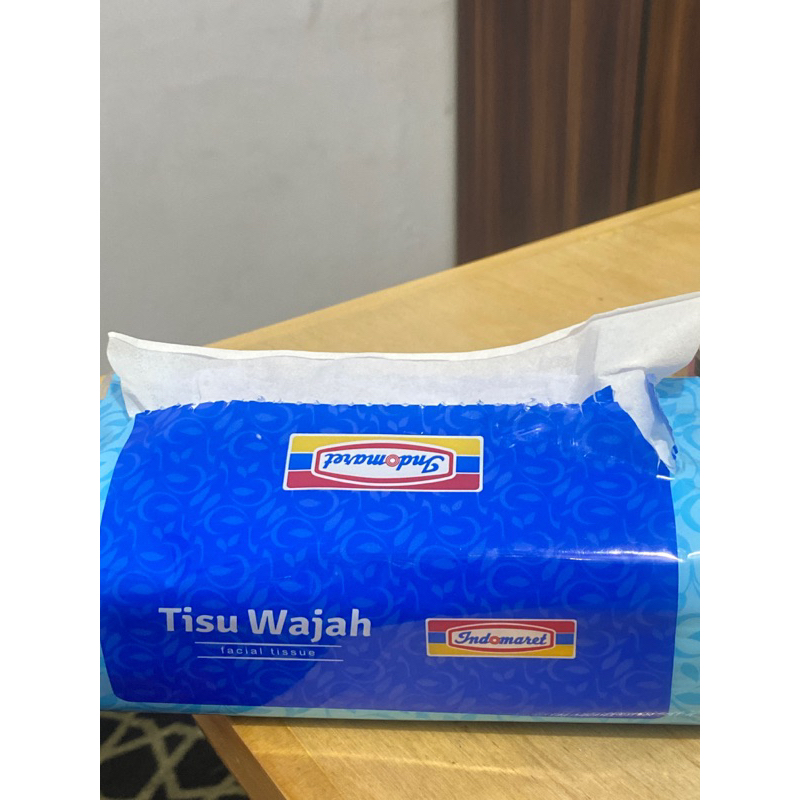 Indomaret
Tisu Wajah
facial tissue
Indomaret